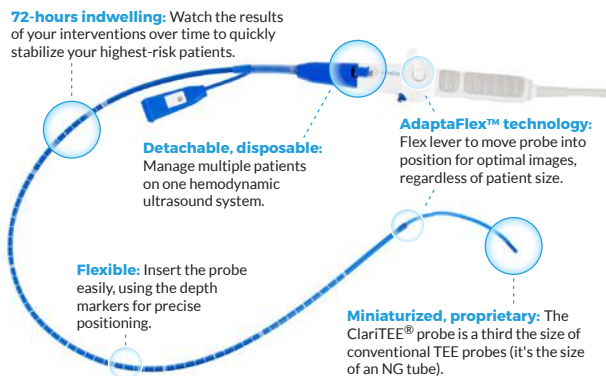 72-hours indwelling: Watch the results
of your interventions over time to quickly
stabilize your highest-risk patients.
AdaptaFlex™ technology:
Flex lever to move probe into
position for optimal images,
regardless of patient size.
Detachable, disposable:
Manage multiple patients
on one hemodynamic
ultrasound system.
Flexible: Insert the probe
easily, using the depth
markers for precise
positioning.
Miniaturized, proprietary: The
ClariTEE® probe is a third the size of
conventional TEE probes (it's the size
of an NG tube).